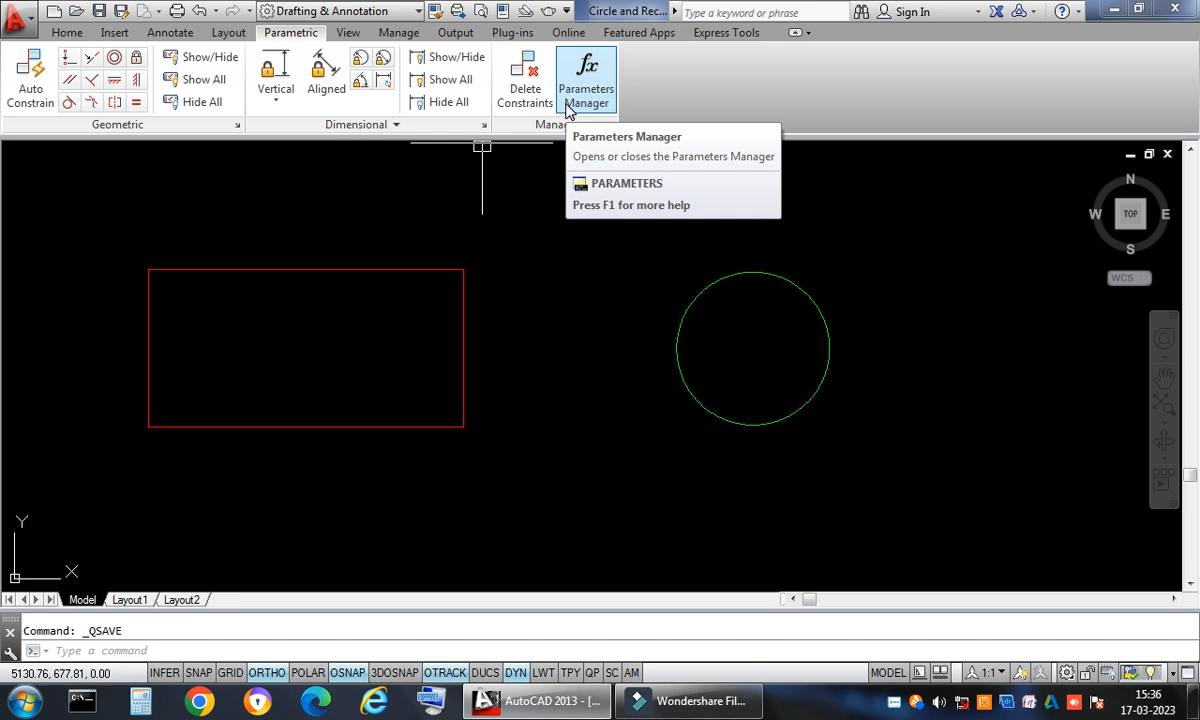 Drafting & Annotation
Circle and Rec...
Type a keyword or phrase
Sign In
Home Insert Annotate Layout Parametric View Manage Output Plug-ins Online Featured Apps Express Tools
Auto
Constrain
Show/Hide
Show All
Hide All
Geometric
Vertical
Aligned
Show/Hide
Show All
Hide All
Dimensional
Delete
Constraints
fx
Parameters
Manager
Mana
Parameters Manager
Opens or closes the Parameters Manager
PARAMETERS
Press F1 for more help
N
W TOP E
S
WCS
Y
X
Model Layout1 Layout2
Command: _QSAVE
Type a command
5130.76, 677.81, 0.00 INFER SNAP GRID ORTHO POLAR OSNAP 3DOSNAP OTRACK DUCS DYN LWT TPY QP SC AM MODEL 1:1
AutoCAD 2013 - [...
Wondershare Fil...
15:36
17-03-2023